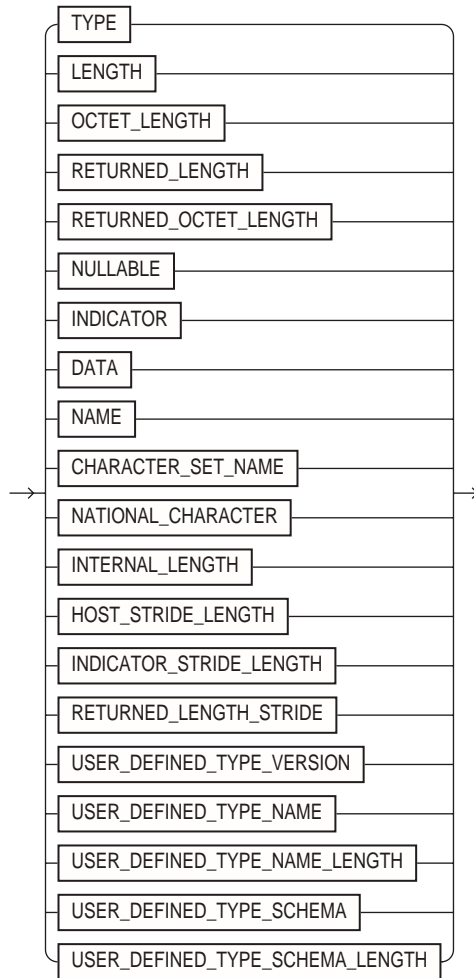 TYPE
LENGTH
OCTET_LENGTH
RETURNED_LENGTH
RETURNED_OCTET_LENGTH
NULLABLE
INDICATOR
DATA
NAME
CHARACTER_SET_NAME
NATIONAL_CHARACTER
INTERNAL_LENGTH
HOST_STRIDE_LENGTH
INDICATOR_STRIDE_LENGTH
RETURNED_LENGTH_STRIDE
USER_DEFINED_TYPE_VERSION
USER_DEFINED_TYPE_NAME
USER_DEFINED_TYPE_NAME_LENGTH
USER_DEFINED_TYPE_SCHEMA
USER_DEFINED_TYPE_SCHEMA_LENGTH